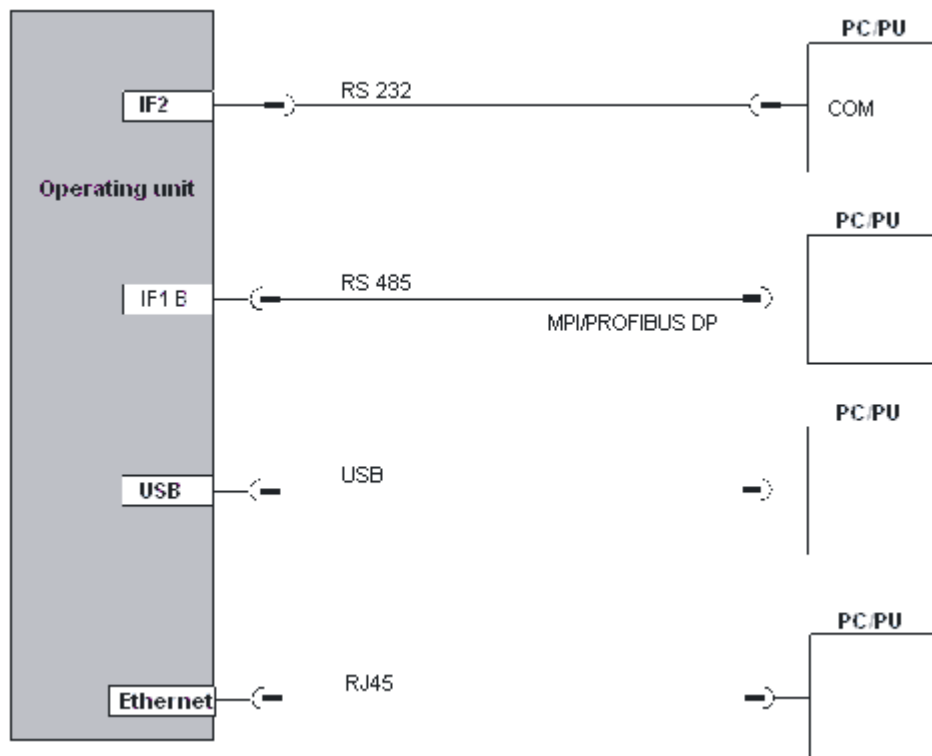 PC/PU
IF2
RS 232
COM
Operating unit
PC/PU
IF1 B
RS 485
MPI/PROFIBUS DP
PC/PU
USB
USB
PC/PU
Ethernet
RJ45